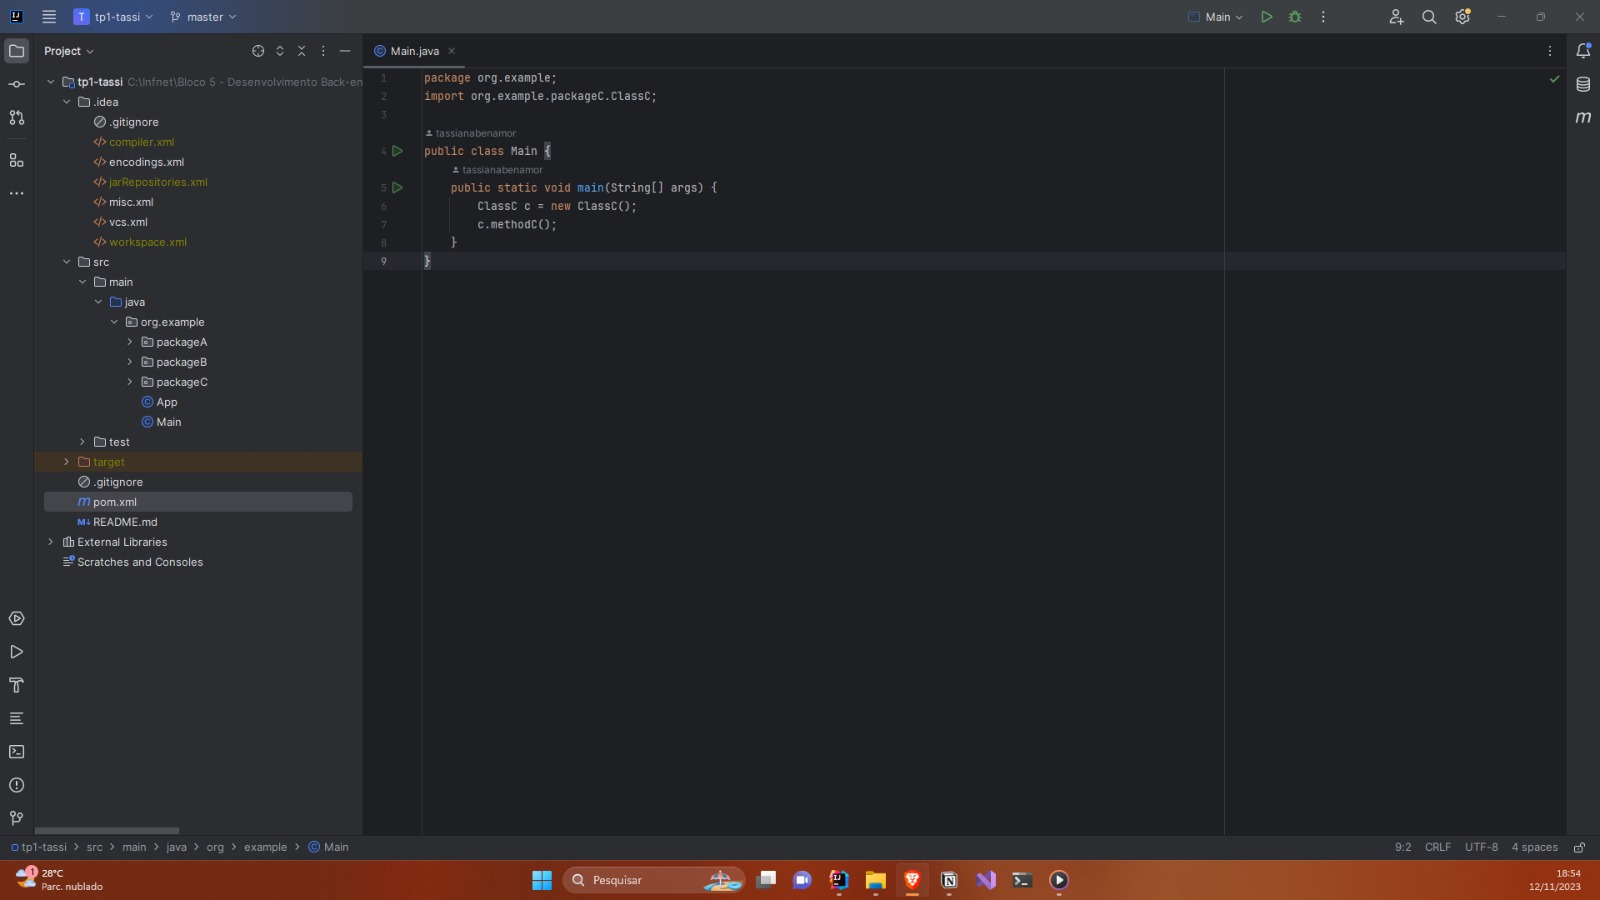 T tp1-tassi master Main
Project
Main.java
tp1-tassi C:\Infnet\Bloco 5 - Desenvolvimento Back-en
.idea
.gitignore
compiler.xml
encodings.xml
jarRepositories.xml
misc.xml
vcs.xml
workspace.xml
src
main
java
org.example
packageA
packageB
packageC
App
Main
test
target
.gitignore
pom.xml
README.md
External Libraries
Scratches and Consoles
1 package org.example;
2 import org.example.packageC.ClassC;
3
tassianabenamor
4 public class Main {
tassianabenamor
5 public static void main(String[] args) {
6 ClassC c = new ClassC();
7 c.methodC();
8 }
9 }
tp1-tassi > src > main > java > org > example > Main
9:2 CRLF UTF-8 4 spaces
1
28°C
Parc. nublado
Pesquisar
18:54
12/11/2023